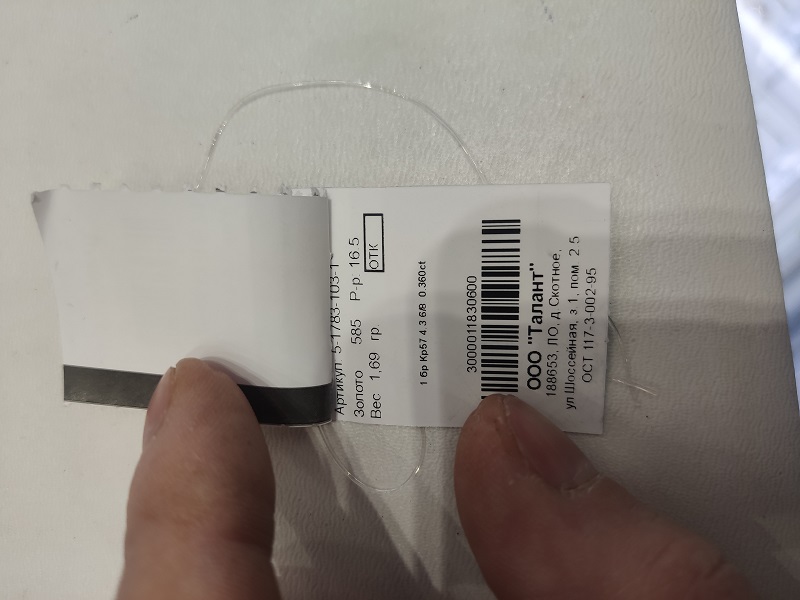 Артикул 5-1783-103-1
Золото 585 Р-р 16 5
Вес 1,69 гр
ОТК
1 бр Кр57 4.3 6/8 0.360ct
3000011830600
ООО "Талант"
188653, ЛО, д Скотное,
ул Шоссейная, з 1, пом 2 5
ОСТ 117-3-002 95